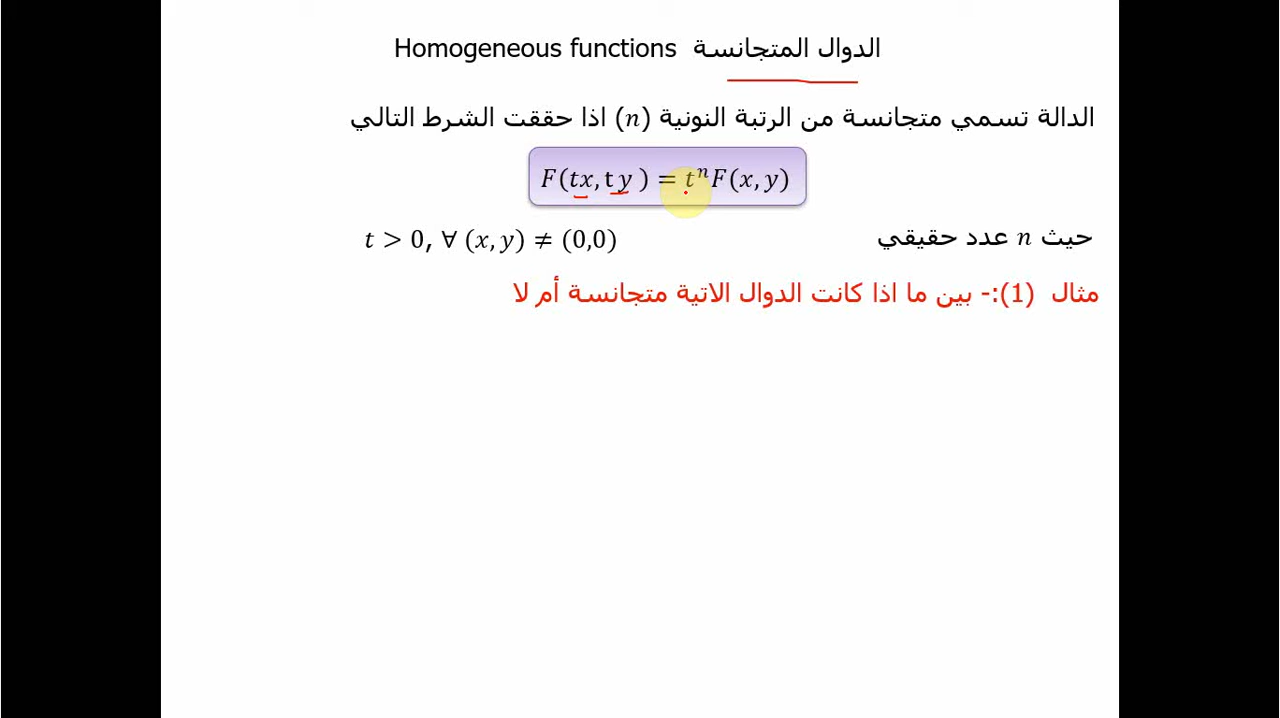 الدوال المتجانسة Homogeneous functions
الدالة تسمي متجانسة من الرتبة النونية (n) اذا حققت الشرط التالي
F(tx, t y ) = tⁿF(x, y)
حيث n عدد حقيقي t > 0, ∀ (x, y) ≠ (0,0)
مثال (1):- بين ما اذا كانت الدوال الاتية متجانسة أم لا